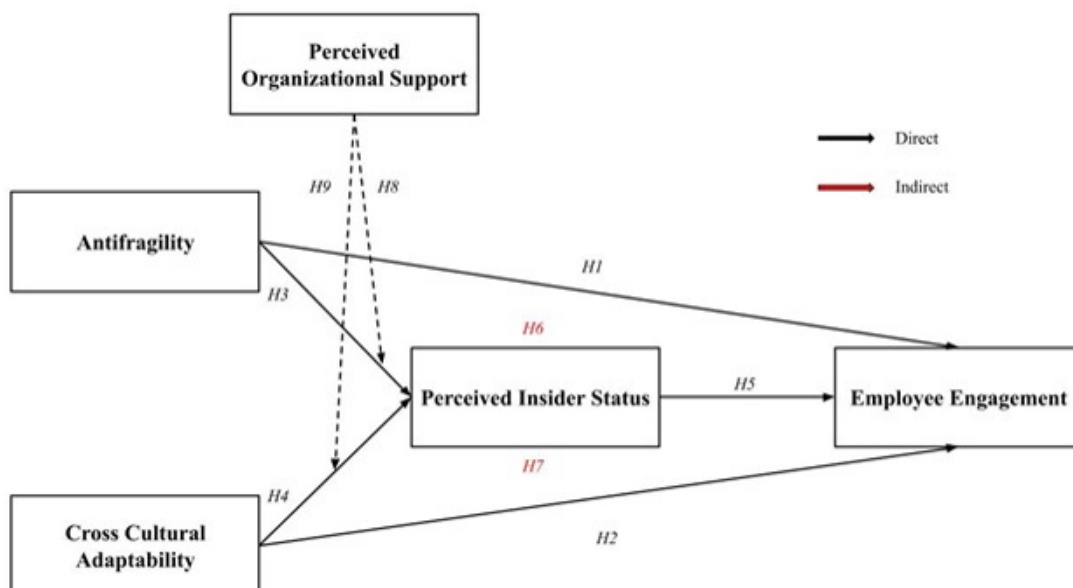 Perceived
Organizational Support
Direct
H9
H8
Indirect
Antifragility
H1
H3
H6
Perceived Insider Status
H5
Employee Engagement
H7
H4
Cross Cultural
Adaptability
H2